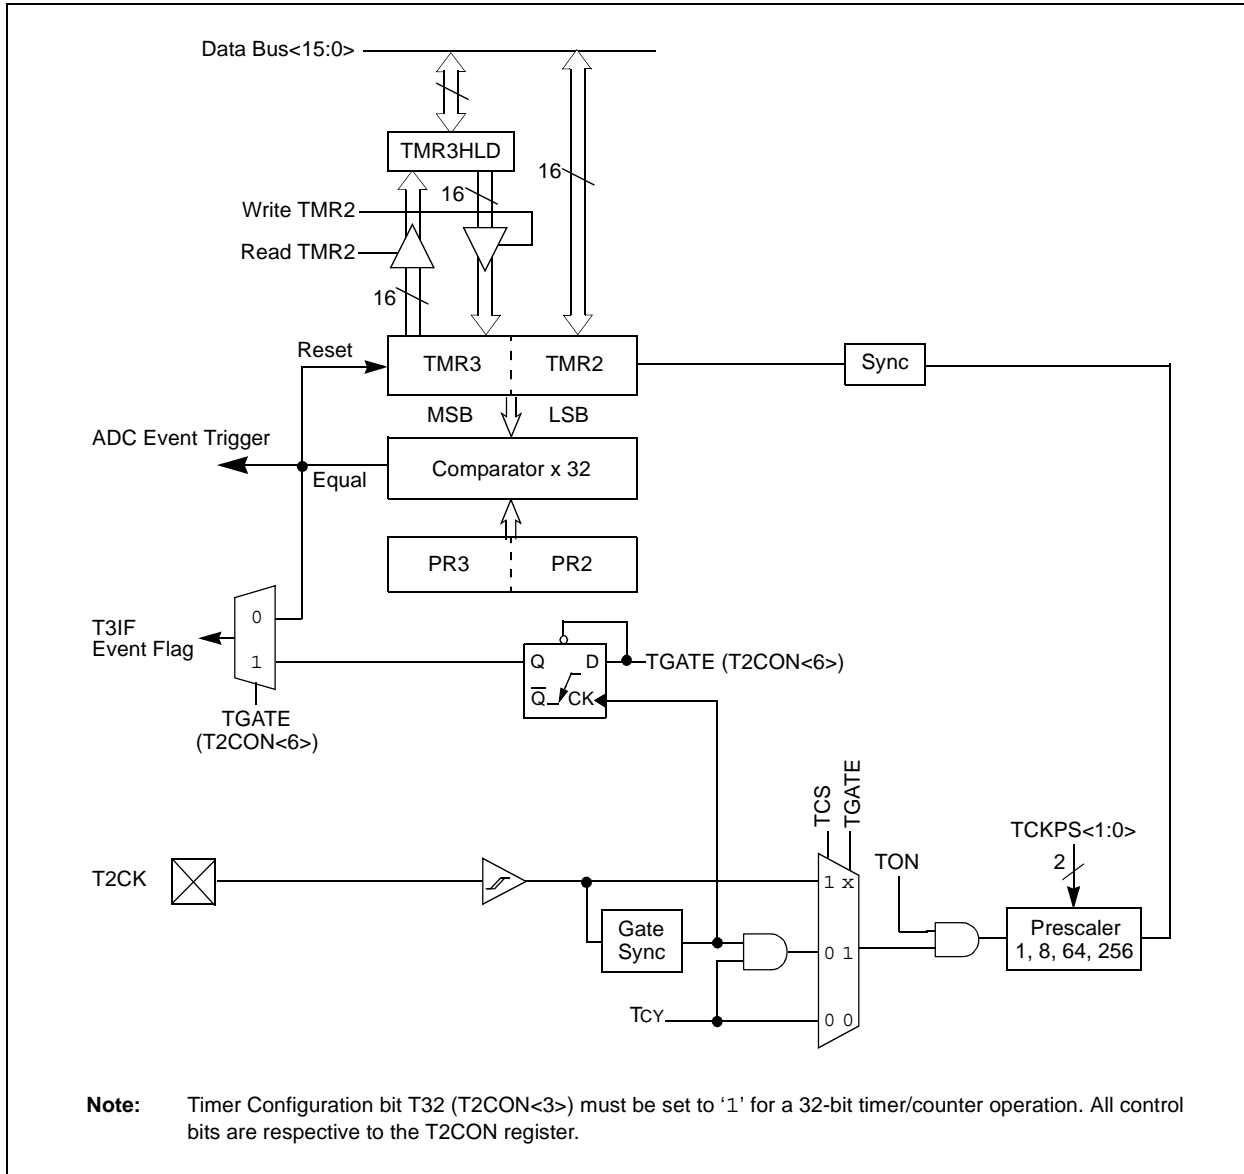 Data Bus<15:0>
TMR3HLD
16
16
Write TMR2
Read TMR2
16
Reset
TMR3
TMR2
Sync
MSB
LSB
ADC Event Trigger
Equal
Comparator x 32
PR3
PR2
0
T3IF
Event Flag
1
Q
D
TGATE (T2CON<6>)
Q
CK
TGATE
(T2CON<6>)
TCS
TGATE
TCKPS<1:0>
2
TON
T2CK
1 x
Gate
Sync
0 1
Prescaler
1, 8, 64, 256
TCY
0 0
Note: Timer Configuration bit T32 (T2CON<3>) must be set to ‘1’ for a 32-bit timer/counter operation. All control
bits are respective to the T2CON register.